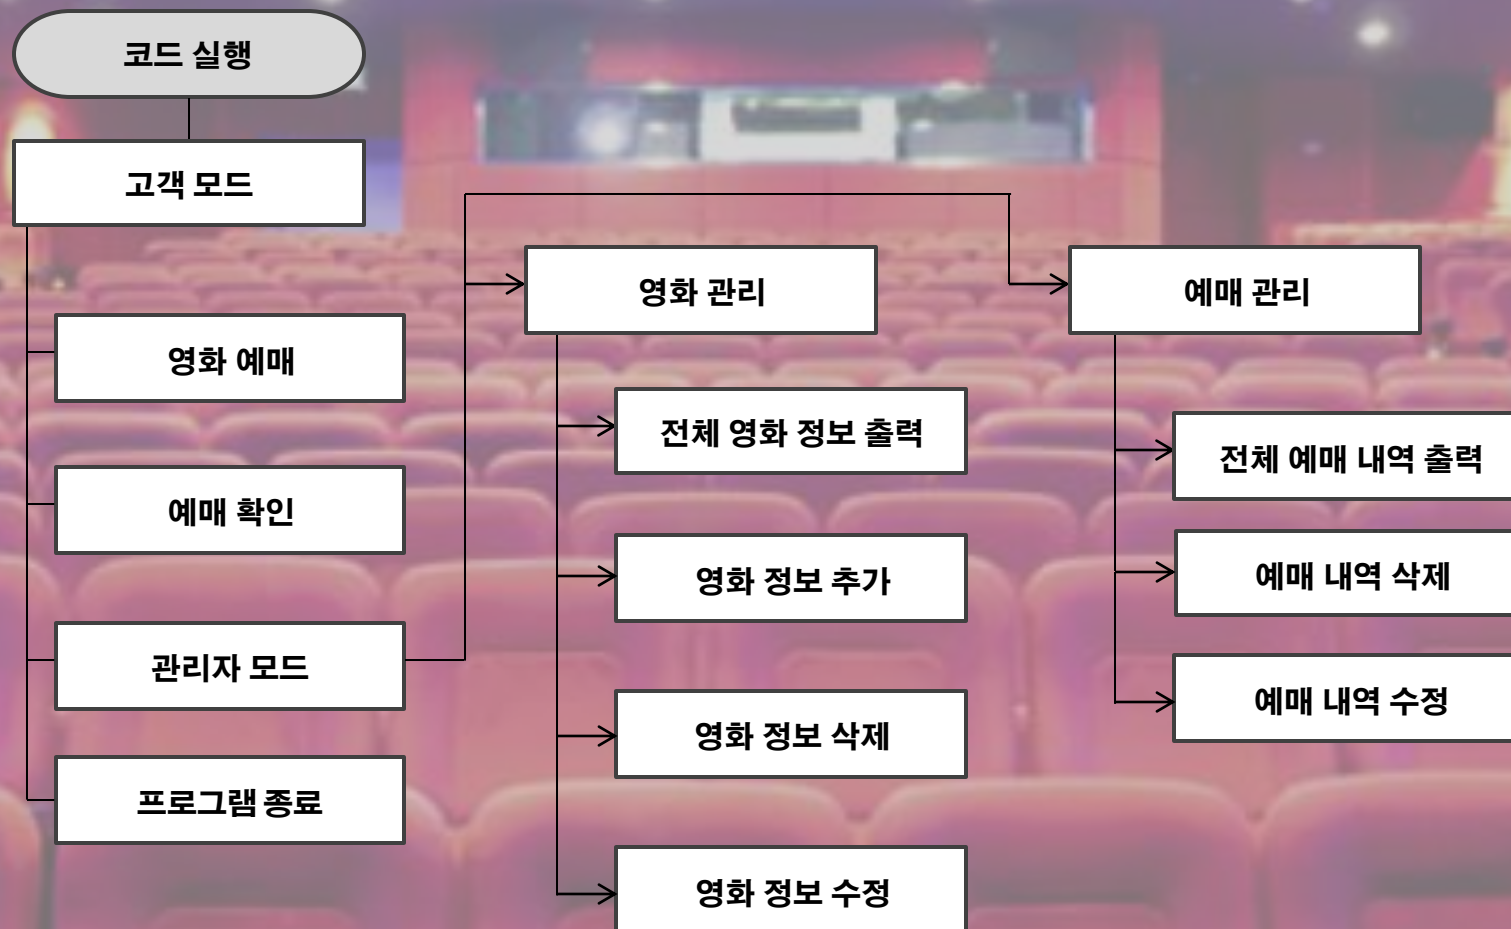 코드 실행
고객 모드
영화 예매
예매 확인
관리자 모드
프로그램 종료
영화 관리
전체 영화 정보 출력
영화 정보 추가
영화 정보 삭제
영화 정보 수정
예매 관리
전체 예매 내역 출력
예매 내역 삭제
예매 내역 수정